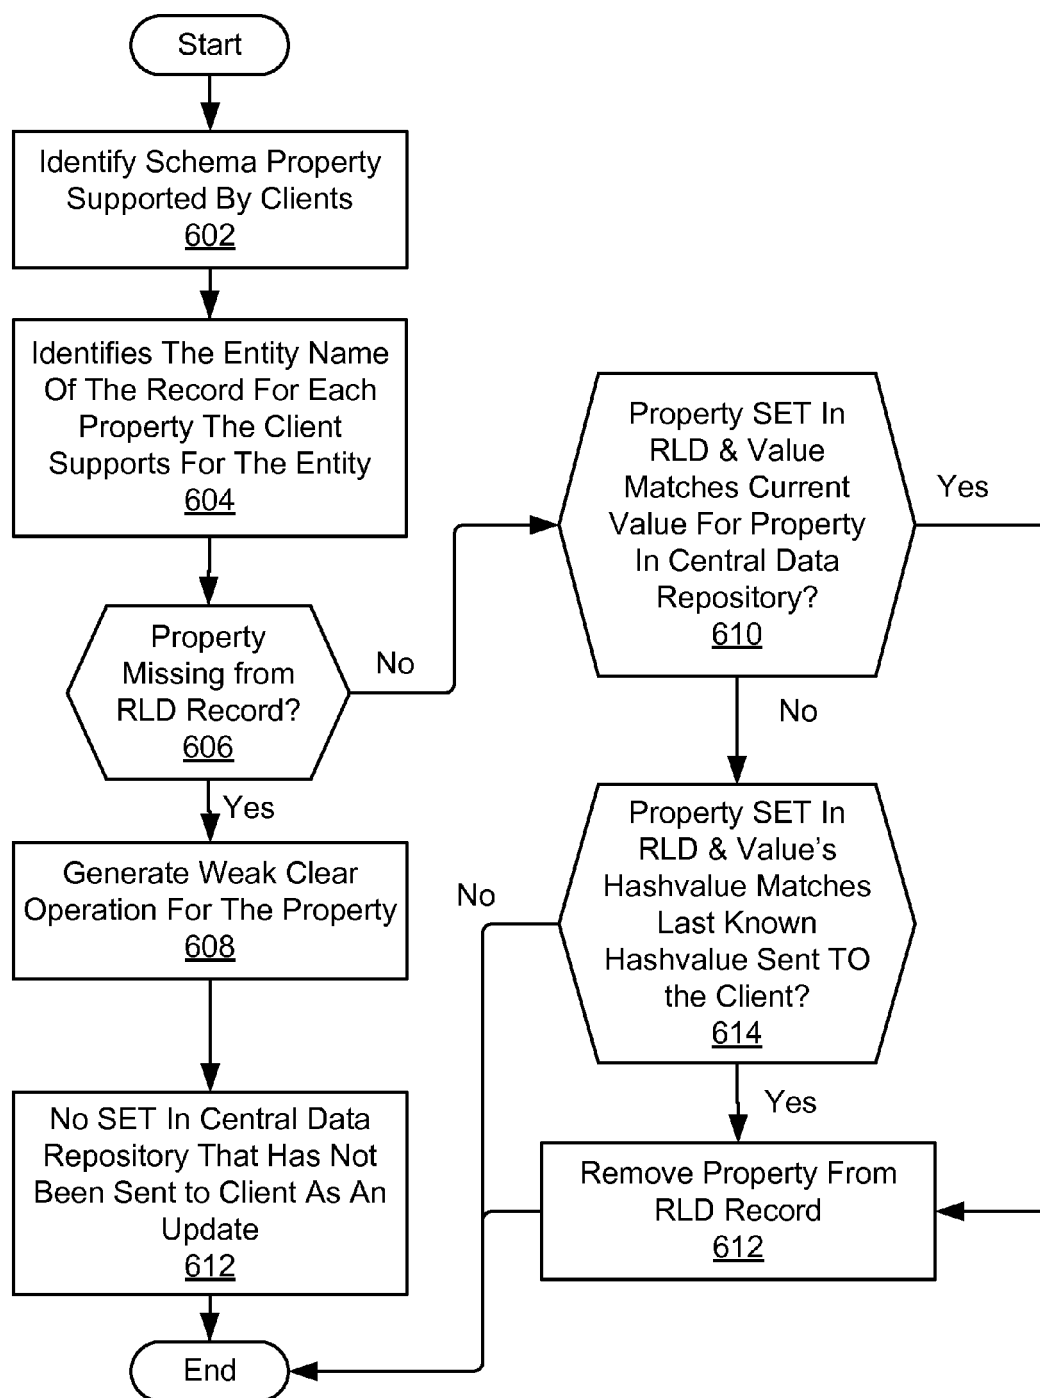 Start
Identify Schema Property
Supported By Clients
602
Identifies The Entity Name
Of The Record For Each
Property The Client
Supports For The Entity
604
Property
Missing from
RLD Record?
606
No
Yes
Generate Weak Clear
Operation For The Property
608
No SET In Central Data
Repository That Has Not
Been Sent to Client As An
Update
612
End
Property SET In
RLD & Value
Matches Current
Value For Property
In Central Data
Repository?
610
Yes
No
Property SET In
RLD & Value's
Hashvalue Matches
Last Known
Hashvalue Sent TO
the Client?
614
No
Yes
Remove Property From
RLD Record
612